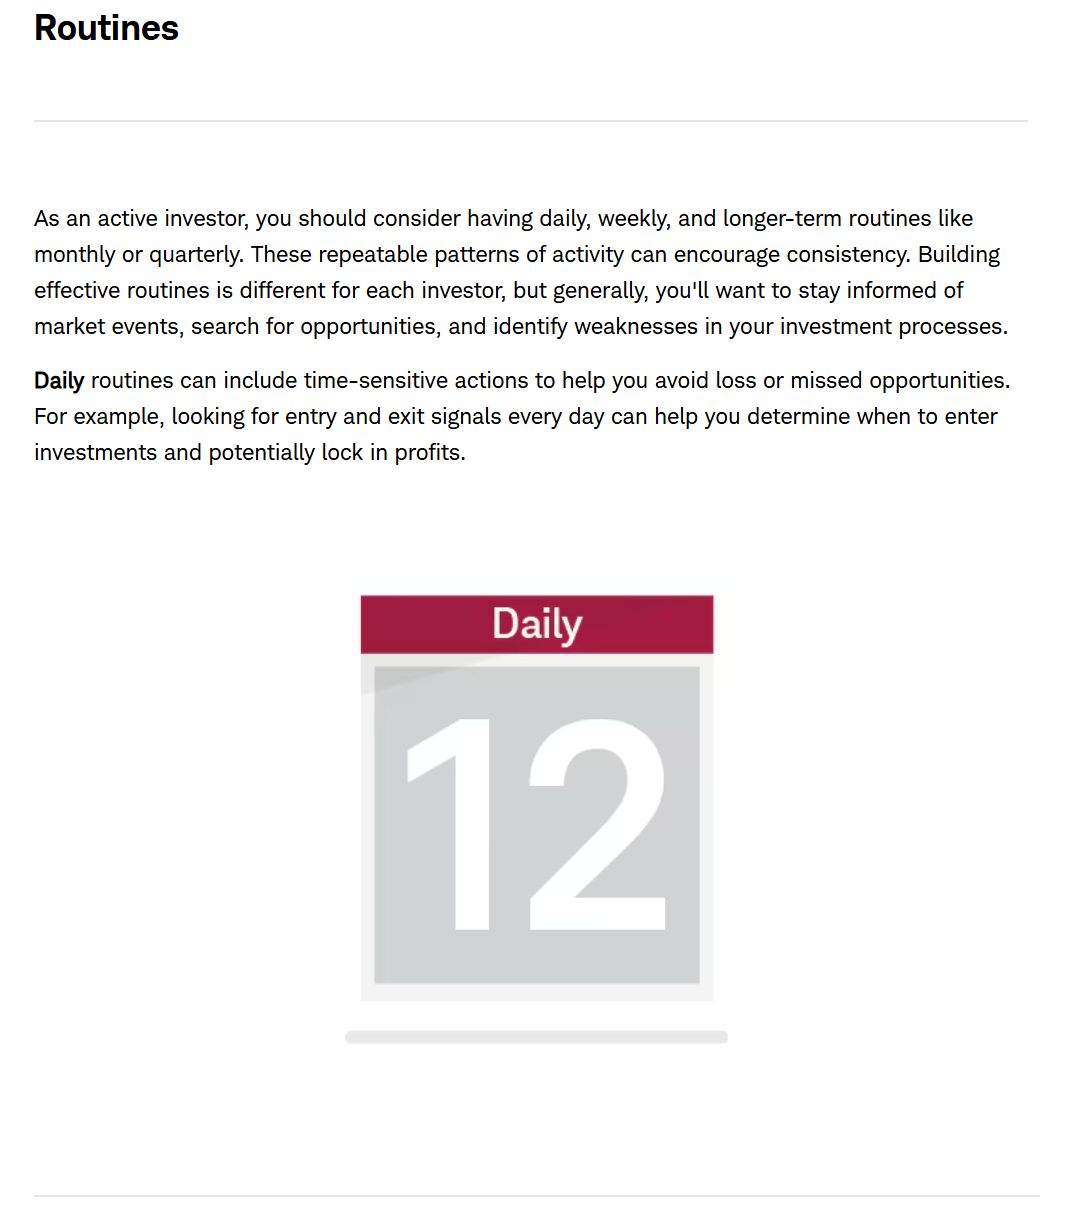 Routines
As an active investor, you should consider having daily, weekly, and longer-term routines like
monthly or quarterly. These repeatable patterns of activity can encourage consistency. Building
effective routines is different for each investor, but generally, you'll want to stay informed of
market events, search for opportunities, and identify weaknesses in your investment processes.
Daily routines can include time-sensitive actions to help you avoid loss or missed opportunities.
For example, looking for entry and exit signals every day can help you determine when to enter
investments and potentially lock in profits.
Daily
12